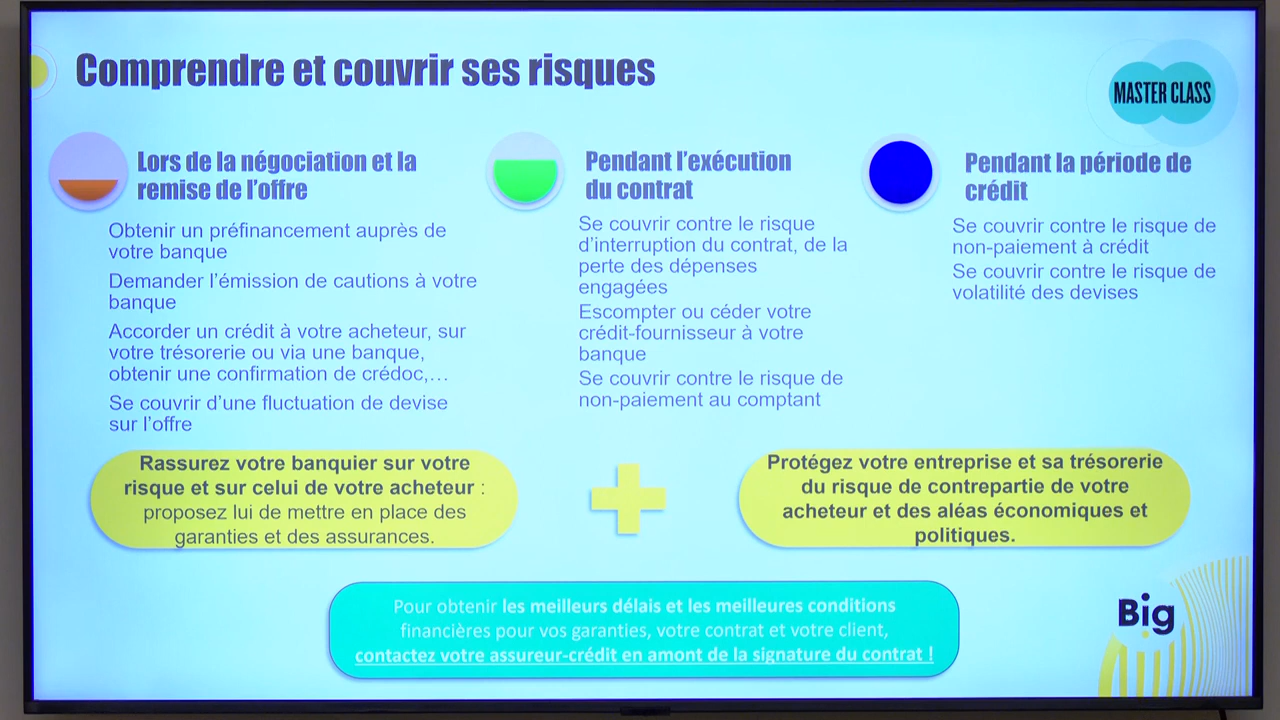 Comprendre et couvrir ses risques
MASTER CLASS
Lors de la négociation et la
remise de l’offre
Obtenir un préfinancement auprès de
votre banque
Demander l’émission de cautions à votre
banque
Accorder un crédit à votre acheteur, sur
votre trésorerie ou via une banque,
obtenir une confirmation de crédoc,…
Se couvrir d’une fluctuation de devise
sur l’offre
Pendant l’exécution
du contrat
Se couvrir contre le risque
d’interruption du contrat, de la
perte des dépenses
engagées
Escompter ou céder votre
crédit-fournisseur à votre
banque
Se couvrir contre le risque de
non-paiement au comptant
Pendant la période de
crédit
Se couvrir contre le risque de
non-paiement à crédit
Se couvrir contre le risque de
volatilité des devises
Rassurez votre banquier sur votre
risque et sur celui de votre acheteur :
proposez lui de mettre en place des
garanties et des assurances.
Protégez votre entreprise et sa trésorerie
du risque de contrepartie de votre
acheteur et des aléas économiques et
politiques.
Pour obtenir les meilleurs délais et les meilleures conditions
financières pour vos garanties, votre contrat et votre client,
contactez votre assureur-crédit en amont de la signature du contrat !
Big